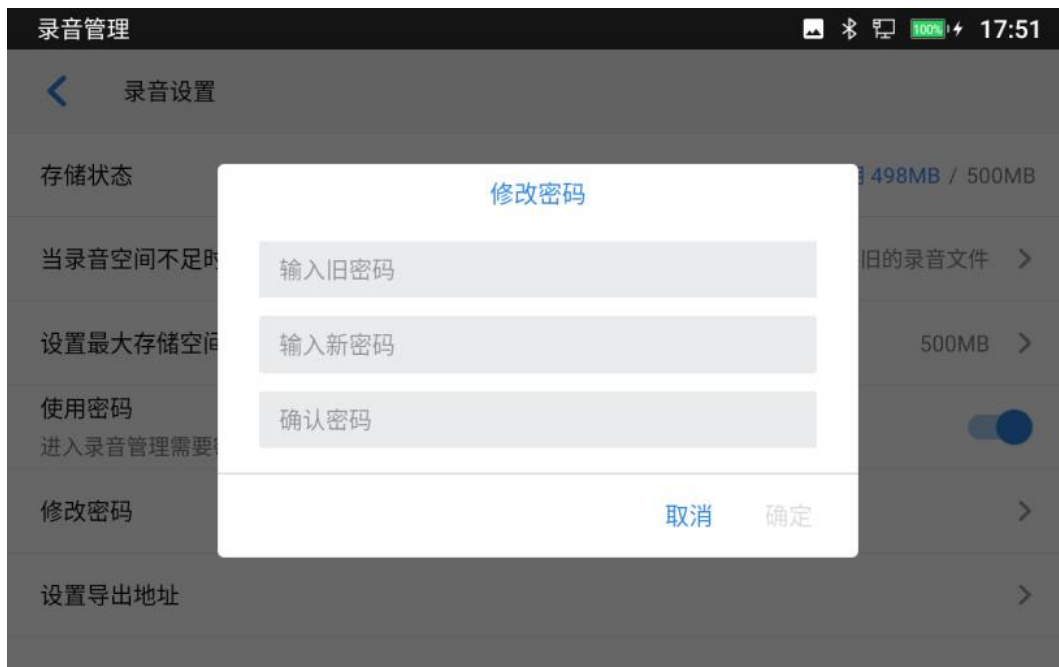 录音管理
100%
17:51
录音设置
存储状态
498MB / 500MB
修改密码
当录音空间不足时
旧的录音文件
输入旧密码
设置最大存储空间
500MB
输入新密码
使用密码
进入录音管理需要
确认密码
修改密码
取消
确定
设置导出地址